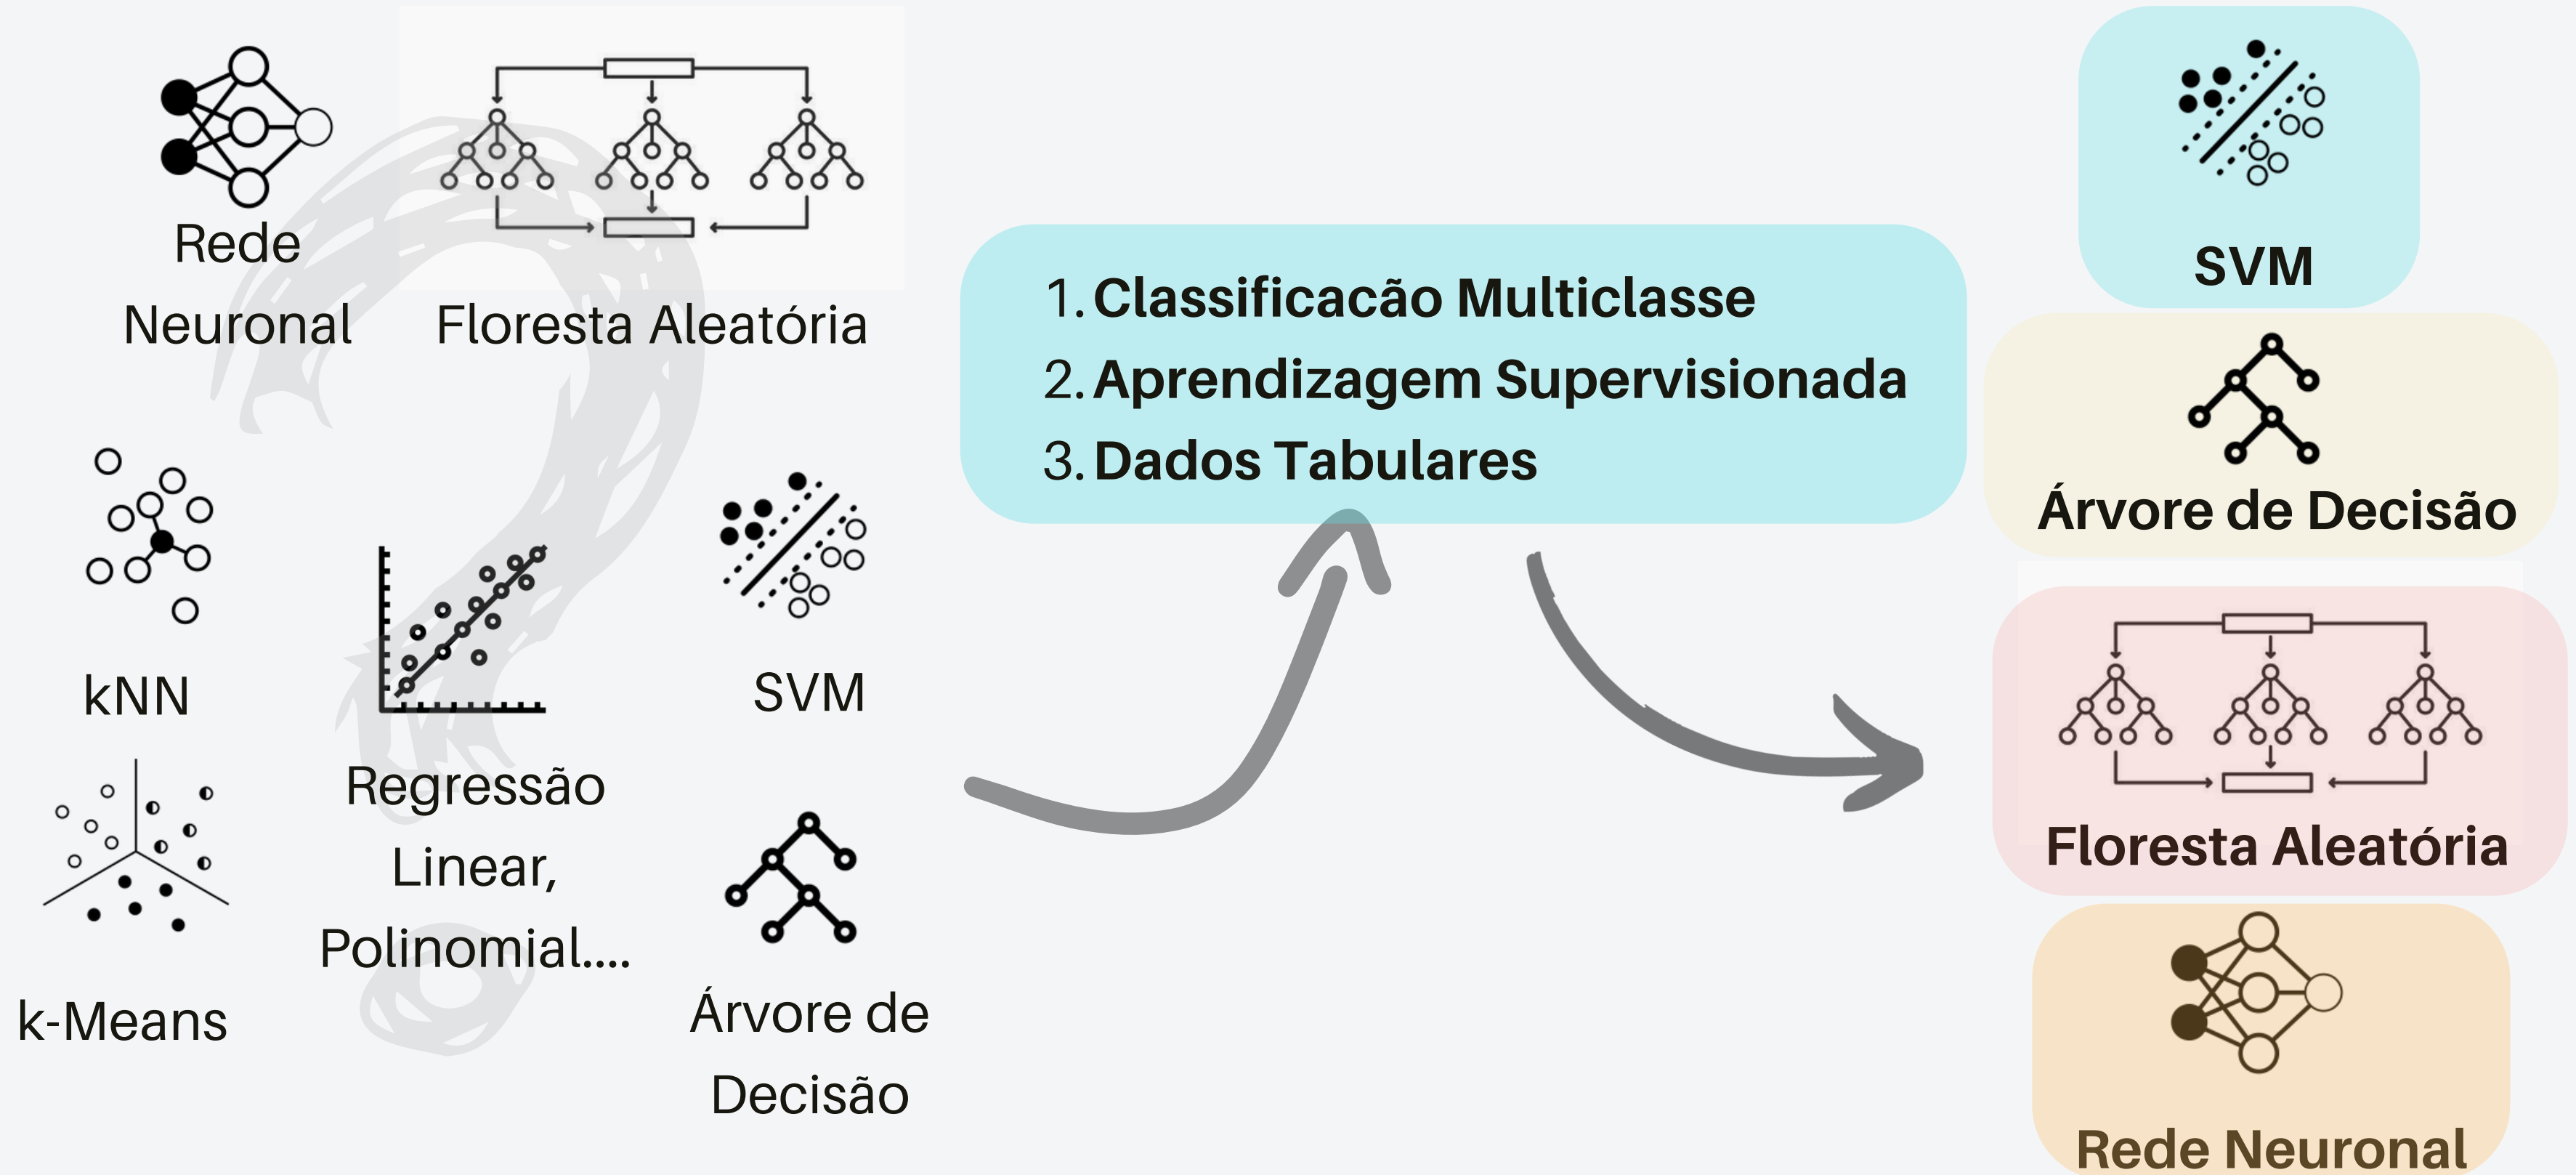 Rede
Neuronal
Floresta Aleatória
kNN
Regressão
Linear,
Polinomial....
SVM
k-Means
Árvore de
Decisão
1. Classificacão Multiclasse
2. Aprendizagem Supervisionada
3. Dados Tabulares
SVM
Árvore de Decisão
Floresta Aleatória
Rede Neuronal